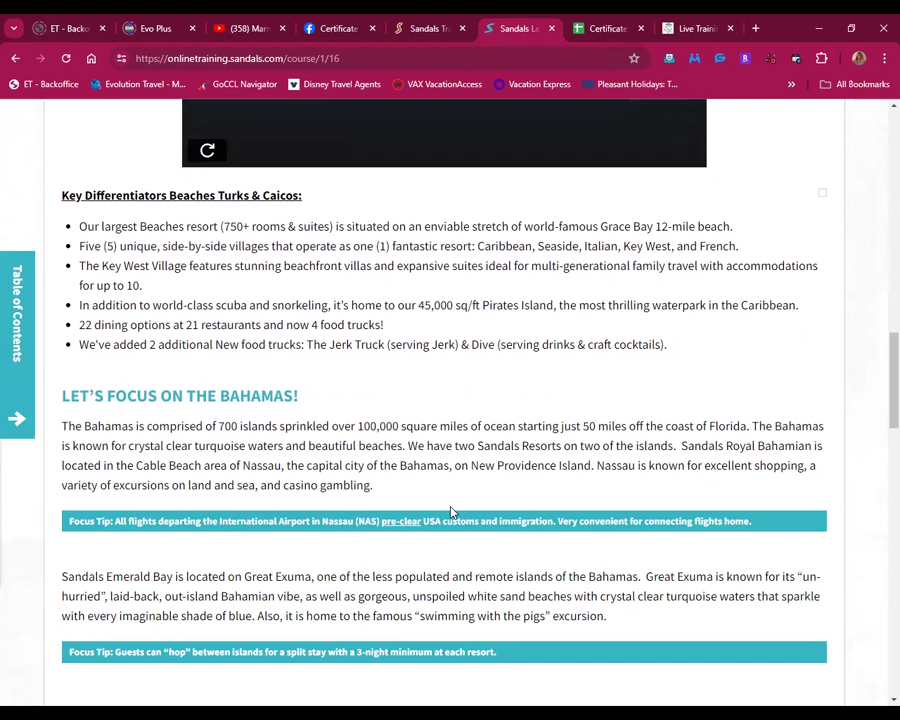 ET - Backo
Evo Plus
(358) Marr
Certificate
Sandals Tr
Sandals Le
Certificate
Live Traini
https://onlinetraining.sandals.com/course/1/16
ET - Backoffice
Evolution Travel - M...
GoCCL Navigator
Disney Travel Agents
VAX VacationAccess
Vacation Express
Pleasant Holidays: T...
»
All Bookmarks
Key Differentiators Beaches Turks & Caicos:
• Our largest Beaches resort (750+ rooms & suites) is situated on an enviable stretch of world-famous Grace Bay 12-mile beach.
• Five (5) unique, side-by-side villages that operate as one (1) fantastic resort: Caribbean, Seaside, Italian, Key West, and French.
• The Key West Village features stunning beachfront villas and expansive suites ideal for multi-generational family travel with accommodations
for up to 10.
• In addition to world-class scuba and snorkeling, it's home to our 45,000 sq/ft Pirates Island, the most thrilling waterpark in the Caribbean.
• 22 dining options at 21 restaurants and now 4 food trucks!
• We've added 2 additional New food trucks: The Jerk Truck (serving Jerk) & Dive (serving drinks & craft cocktails).
Table of Contents
LET'S FOCUS ON THE BAHAMAS!
The Bahamas is comprised of 700 islands sprinkled over 100,000 square miles of ocean starting just 50 miles off the coast of Florida. The Bahamas
is known for crystal clear turquoise waters and beautiful beaches. We have two Sandals Resorts on two of the islands. Sandals Royal Bahamian is
located in the Cable Beach area of Nassau, the capital city of the Bahamas, on New Providence Island. Nassau is known for excellent shopping, a
variety of excursions on land and sea, and casino gambling.
Focus Tip: All flights departing the International Airport in Nassau (NAS) pre-clear USA customs and immigration. Very convenient for connecting flights home.
Sandals Emerald Bay is located on Great Exuma, one of the less populated and remote islands of the Bahamas. Great Exuma is known for its “un-
hurried”, laid-back, out-island Bahamian vibe, as well as gorgeous, unspoiled white sand beaches with crystal clear turquoise waters that sparkle
with every imaginable shade of blue. Also, it is home to the famous “swimming with the pigs” excursion.
Focus Tip: Guests can “hop” between islands for a split stay with a 3-night minimum at each resort.